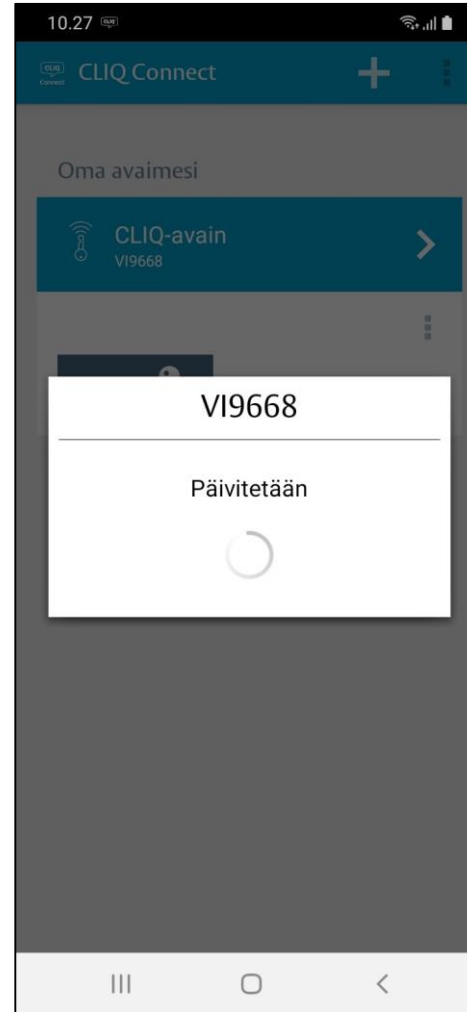 10.27
CLIQ Connect
Oma avaimesi
CLIQ-avain
VI9668
VI9668
Päivitetään